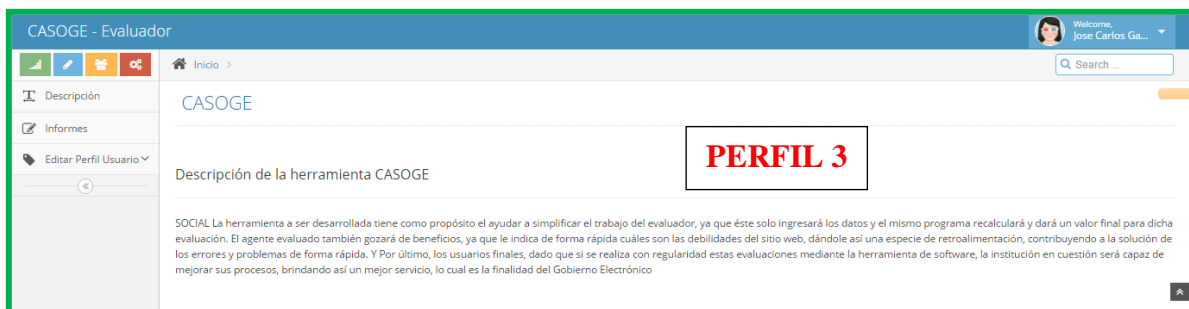 CASOGE - Evaluador
Welcome,
Jose Carlos Ga...
Inicio >
Search ...
Descripción
Informes
Editar Perfil Usuario
CASOGE
PERFIL 3
Descripción de la herramienta CASOGE
SOCIAL La herramienta a ser desarrollada tiene como propósito el ayudar a simplificar el trabajo del evaluador, ya que éste solo ingresará los datos y el mismo programa recalculará y dará un valor final para dicha
evaluación. El agente evaluado también gozará de beneficios, ya que le indica de forma rápida cuáles son las debilidades del sitio web, dándole así una especie de retroalimentación, contribuyendo a la solución de
los errores y problemas de forma rápida. Y Por último, los usuarios finales, dado que si se realiza con regularidad estas evaluaciones mediante la herramienta de software, la institución en cuestión será capaz de
mejorar sus procesos, brindando así un mejor servicio, lo cual es la finalidad del Gobierno Electrónico